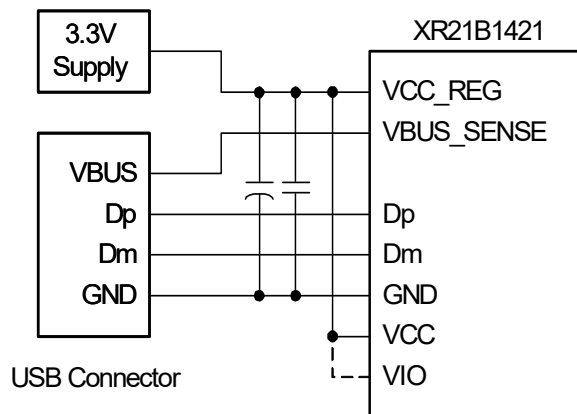 3.3V
Supply
XR21B1421
VCC_REG
VBUS_SENSE
VBUS
Dp
Dp
Dm
Dm
GND
GND
VCC
VIO
USB Connector